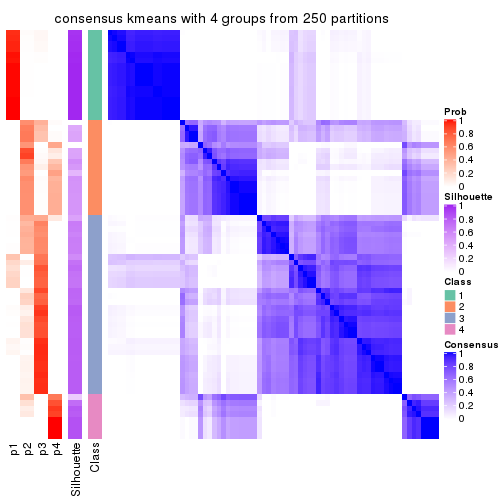 consensus kmeans with 4 groups from 250 partitions
Prob
1
0.8
0.6
0.4
0.2
0
Silhouette
1
0.8
0.6
0.4
0.2
0
Class
1
2
3
4
Consensus
1
0.8
0.6
0.4
0.2
0
p1
p2
p3
p4
Silhouette
Class